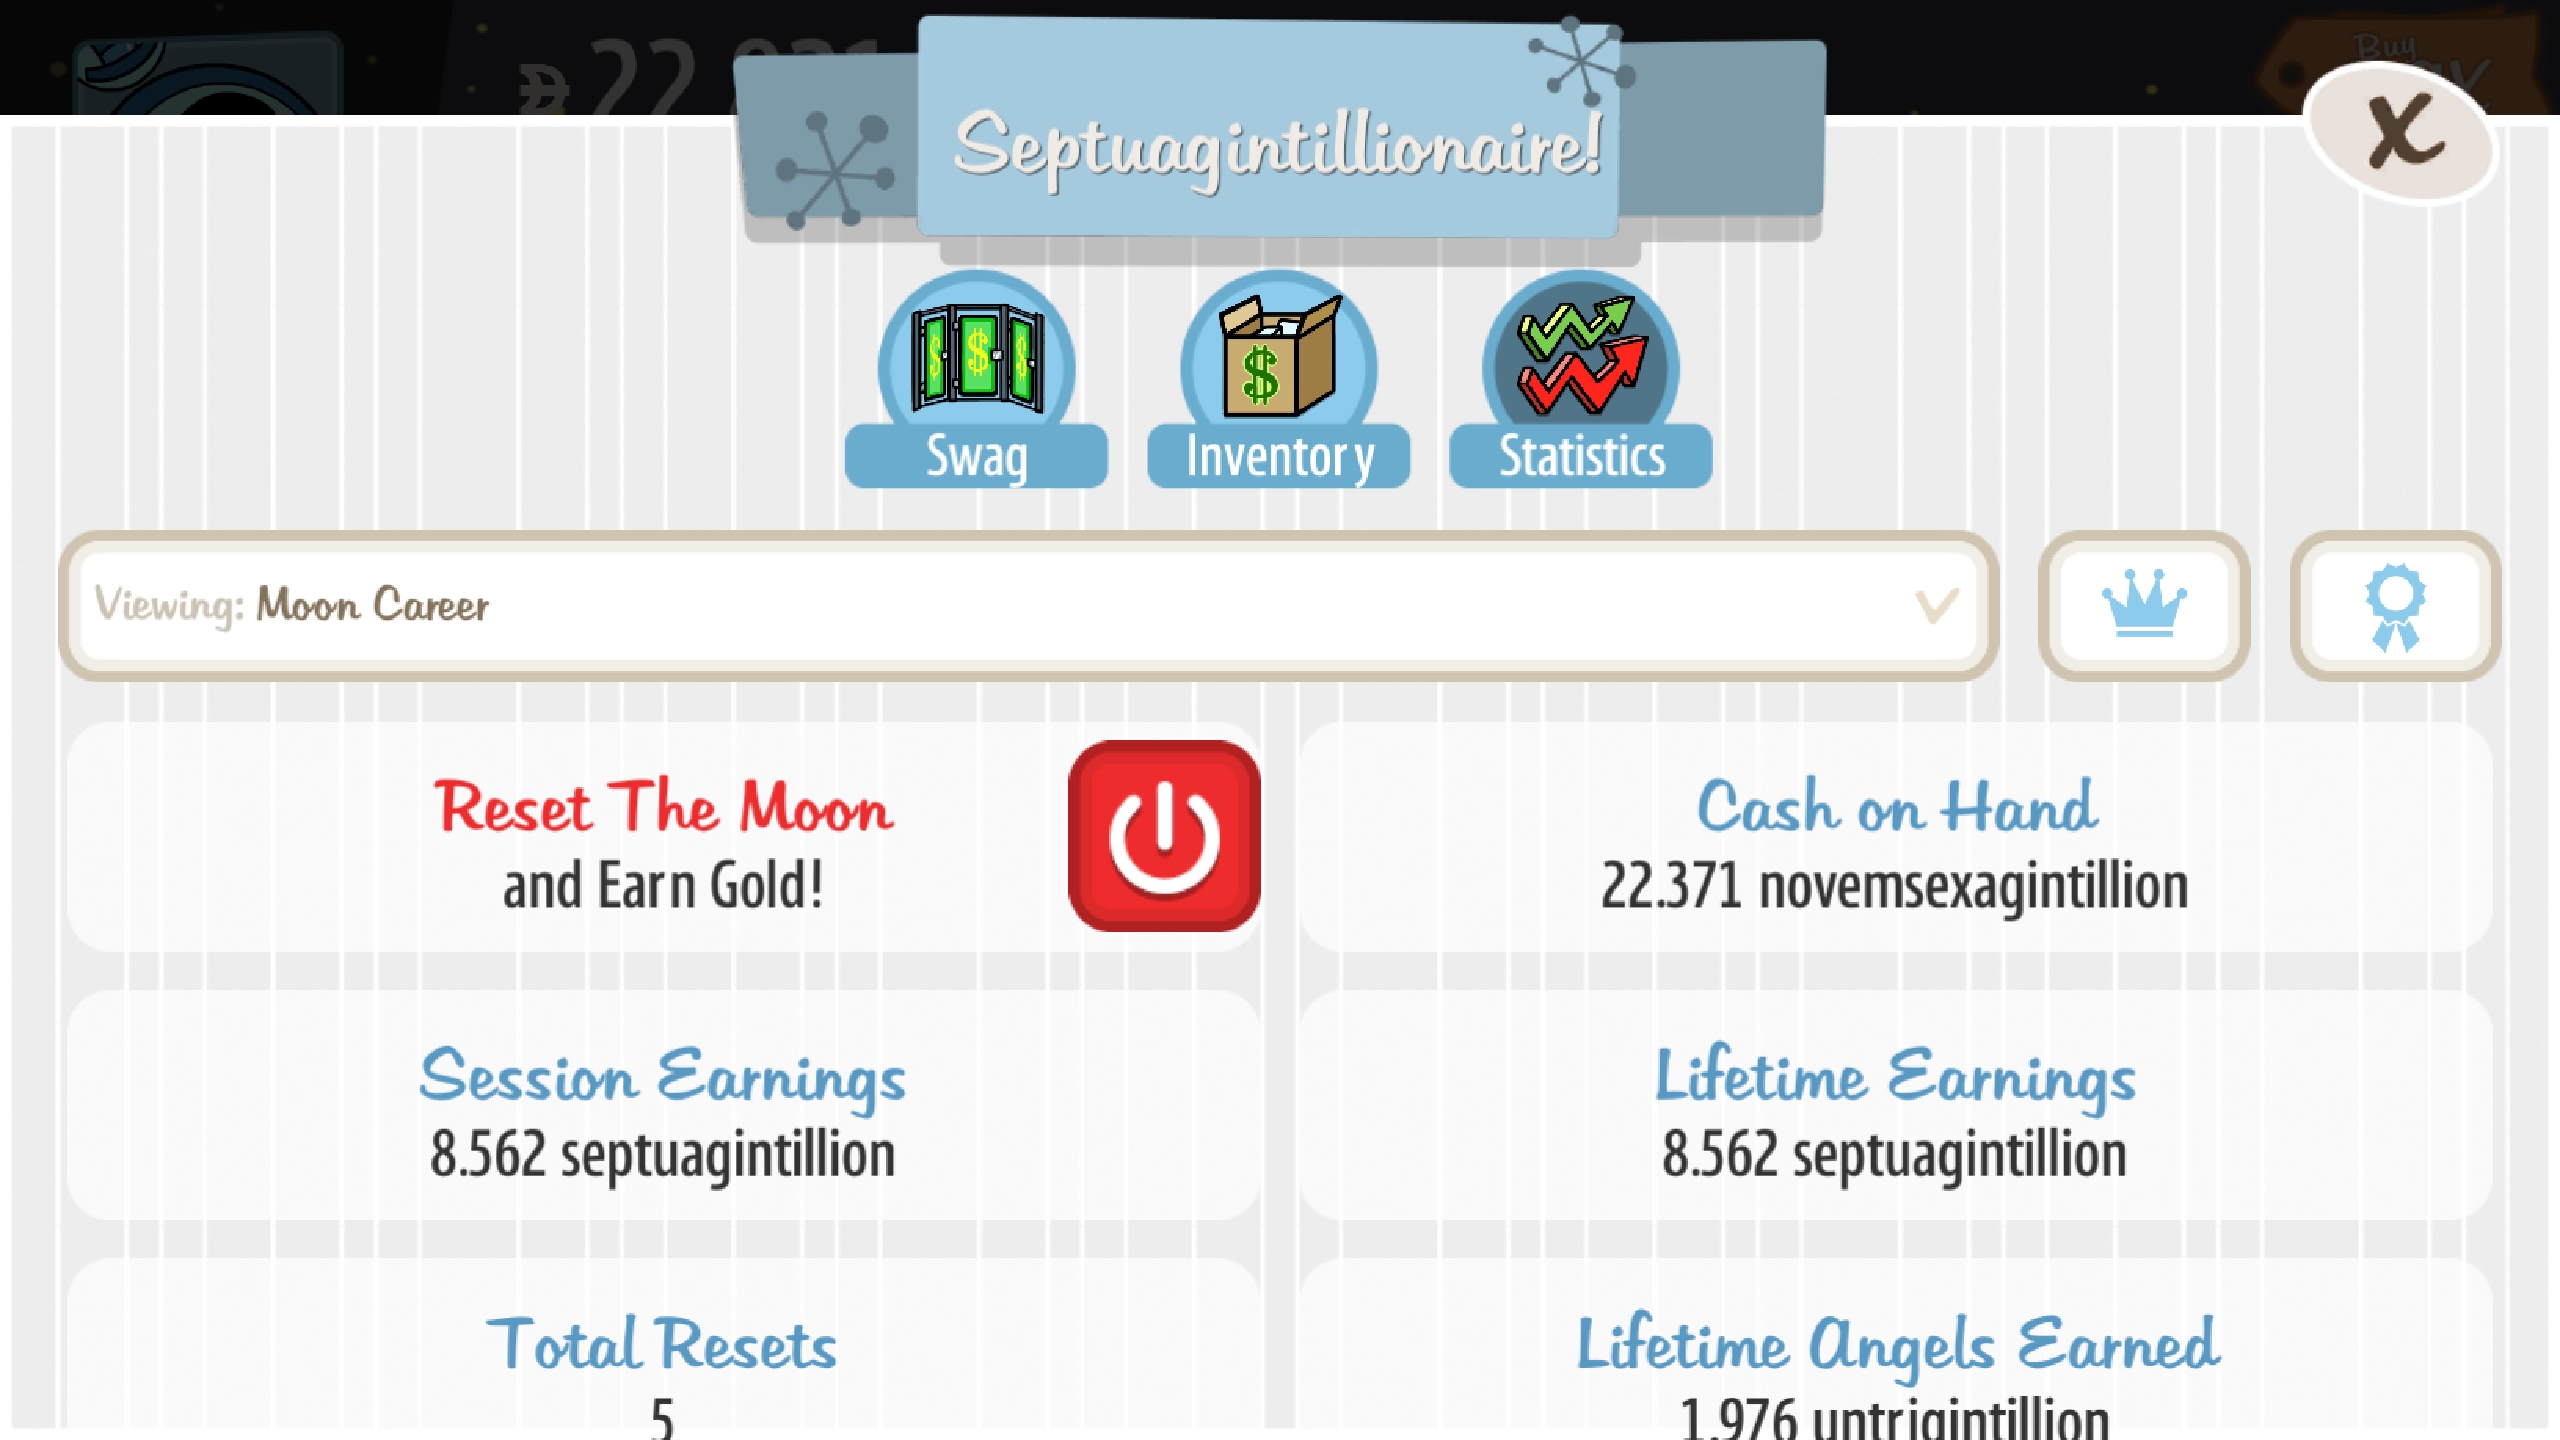 Buy
Septuagintillionaire!
X
Swag
Inventory
Statistics
Viewing: Moon Career
Reset The Moon
and Earn Gold!
Cash on Hand
22.371 novemsexagintillion
Session Earnings
8.562 septuagintillion
Lifetime Earnings
8.562 septuagintillion
Total Resets
5
Lifetime Angels Earned
1.976 untrigintillion